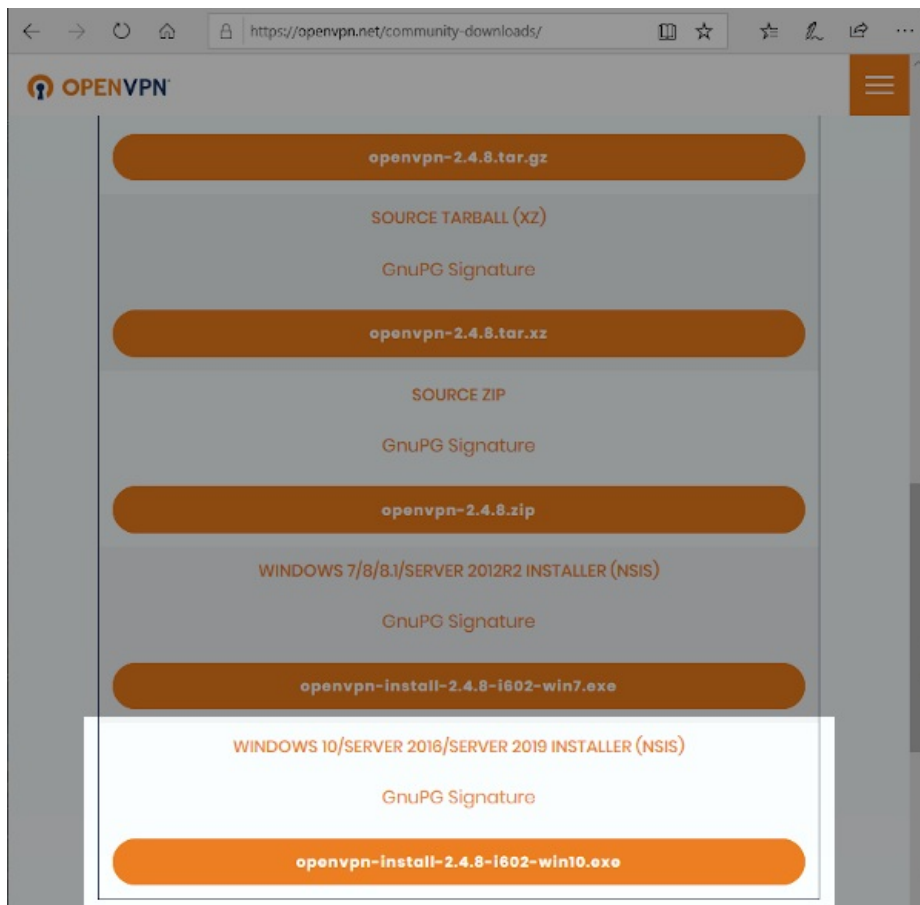 https://openvpn.net/community-downloads/
OPENVPN
openvpn-2.4.8.tar.gz
SOURCE TARBALL (XZ)
GnuPG Signature
openvpn-2.4.8.tar.xz
SOURCE ZIP
GnuPG Signature
openvpn-2.4.8.zip
WINDOWS 7/8/8.1/SERVER 2012R2 INSTALLER (NSIS)
GnuPG Signature
openvpn-install-2.4.8-i602-win7.exe
WINDOWS 10/SERVER 2016/SERVER 2019 INSTALLER (NSIS)
GnuPG Signature
openvpn-install-2.4.8-i602-win10.exe